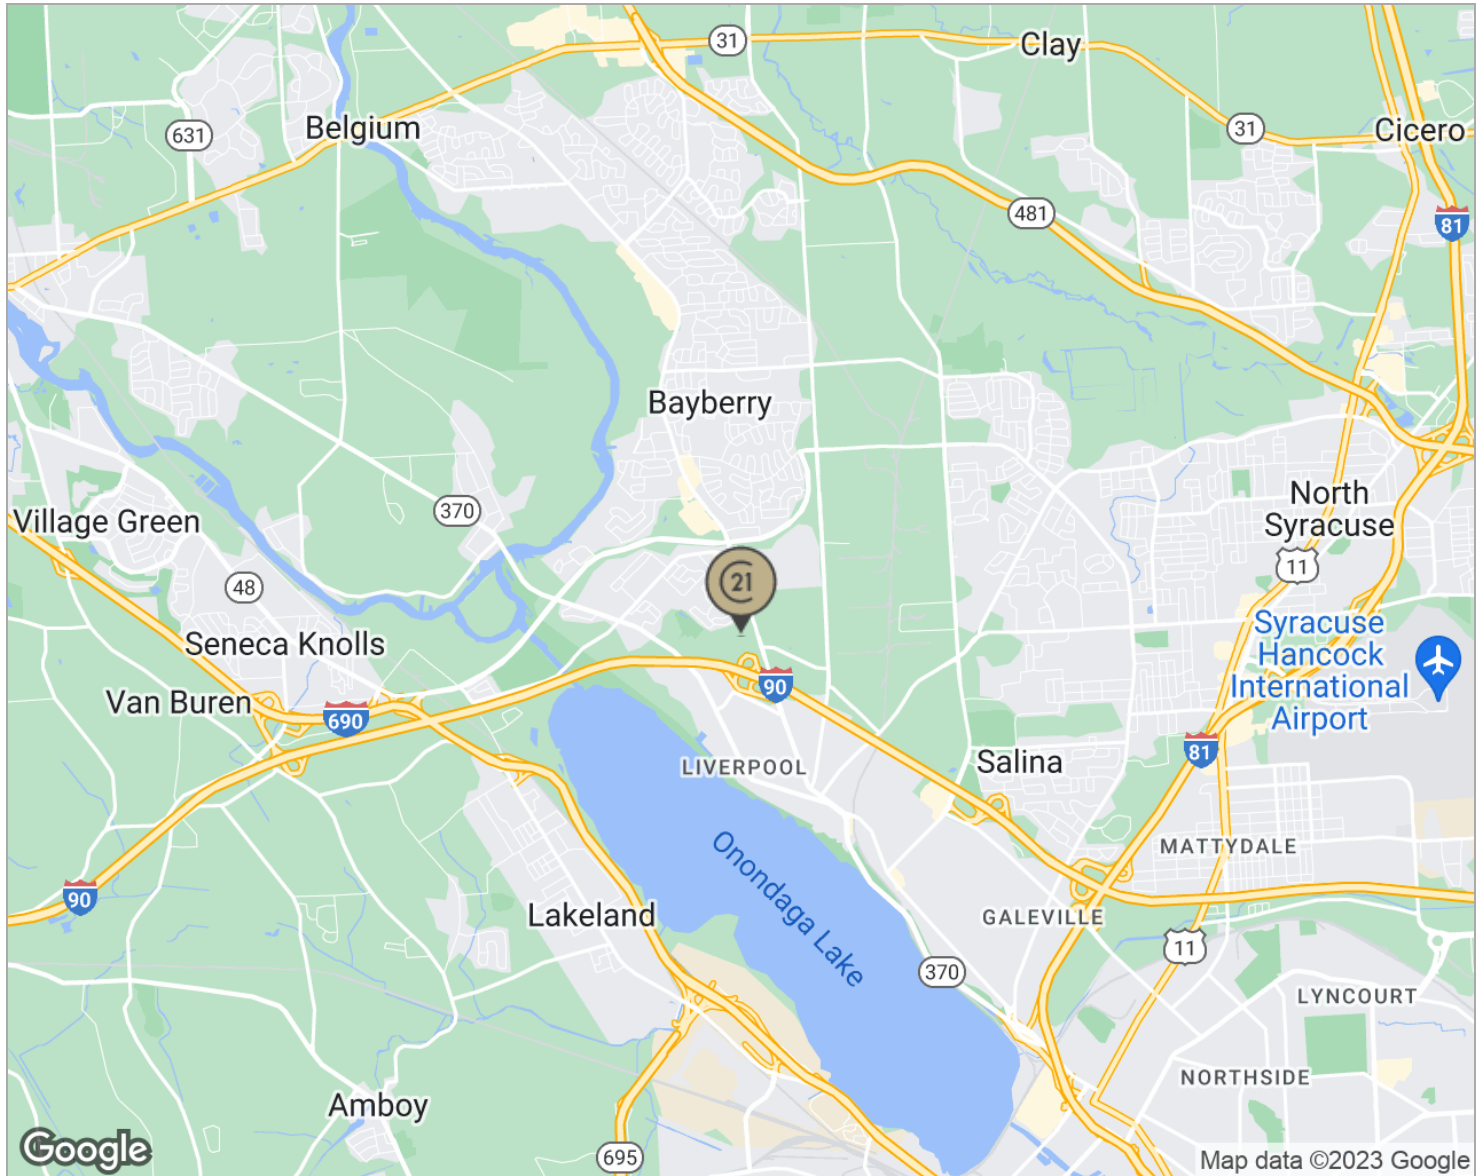 31
Clay
Belgium
631
31
Cicero
481
81
Bayberry
370
Village Green
North
Syracuse
11
48
21
Seneca Knolls
Syracuse
Hancock
International
Airport
Van Buren
690
90
81
LIVERPOOL
Salina
Onondaga Lake
MATTYDALE
90
Lakeland
GALEVILLE
11
370
LYNCOURT
NORTHSIDE
Amboy
695
Google
Map data ©2023 Google